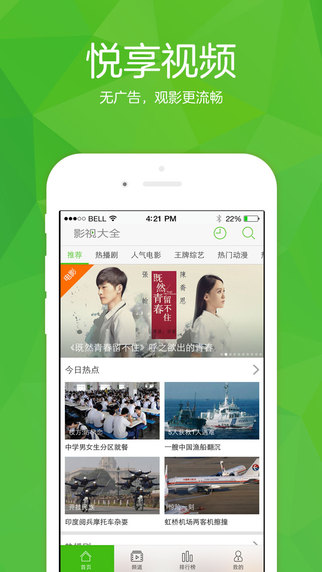 悦享视频
无广告，观影更流畅
BELL
4:21 PM
22%
影视大全
推荐 热播剧 人气电影 王牌综艺 热门动漫
电影
张翰
陈乔恩
既然青春留不住
《既然青春留不住》呼之欲出的青春
今日热点
中学男女生分区就餐
一艘中国渔船翻沉
印度阅兵摩托车杂耍
虹桥机场两客机擦撞
首页 频道 排行榜 我的